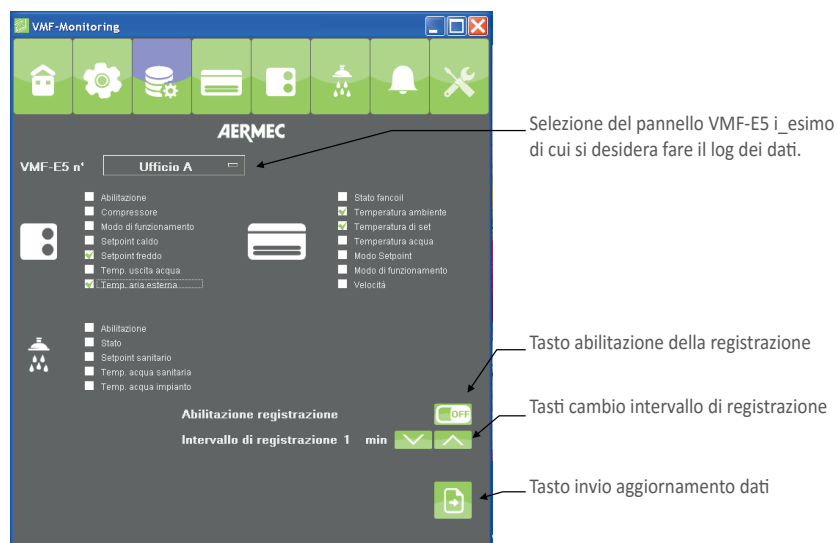 VMF-Monitoring
AERMEC
Selezione del pannello VMF-E5 i_esimo
di cui si desidera fare il log dei dati.
VMF-E5 n° Ufficio A
Abilitazione
Compressore
Modo di funzionamento
Setpoint caldo
Setpoint freddo
Temp. uscita acqua
Temp. aria esterna
Stato fancoil
Temperatura ambiente
Temperatura di set
Temperatura acqua
Modo Setpoint
Modo di funzionamento
Velocitá
Abilitazione
Stato
Setpoint sanitario
Temp. acqua sanitaria
Temp. acqua impianto
Tasto abilitazione della registrazione
Abilitazione registrazione OFF
Tasti cambio intervallo di registrazione
Intervallo di registrazione 1 min
Tasto invio aggiornamento dati